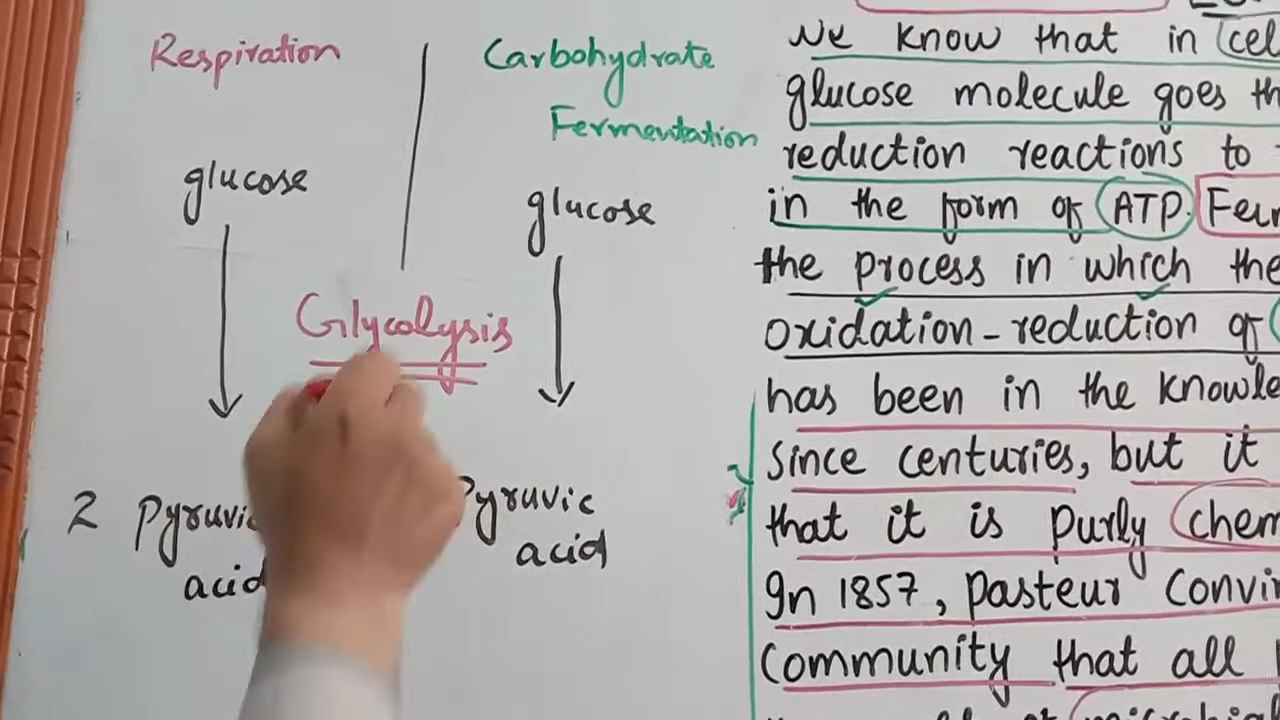 Respiration
Carbohydrate
Fermentation
glucose
glucose
Glycolysis
2 Pyruvic
acid
Pyruvic
acid
We know that in cel
glucose molecule goes th
reduction reactions to
in the form of ATP. Fer
the process in which the
oxidation-reduction of
has been in the knowle
since centuries, but it
that it is purly chem
In 1857, Pasteur Convi
Community that all